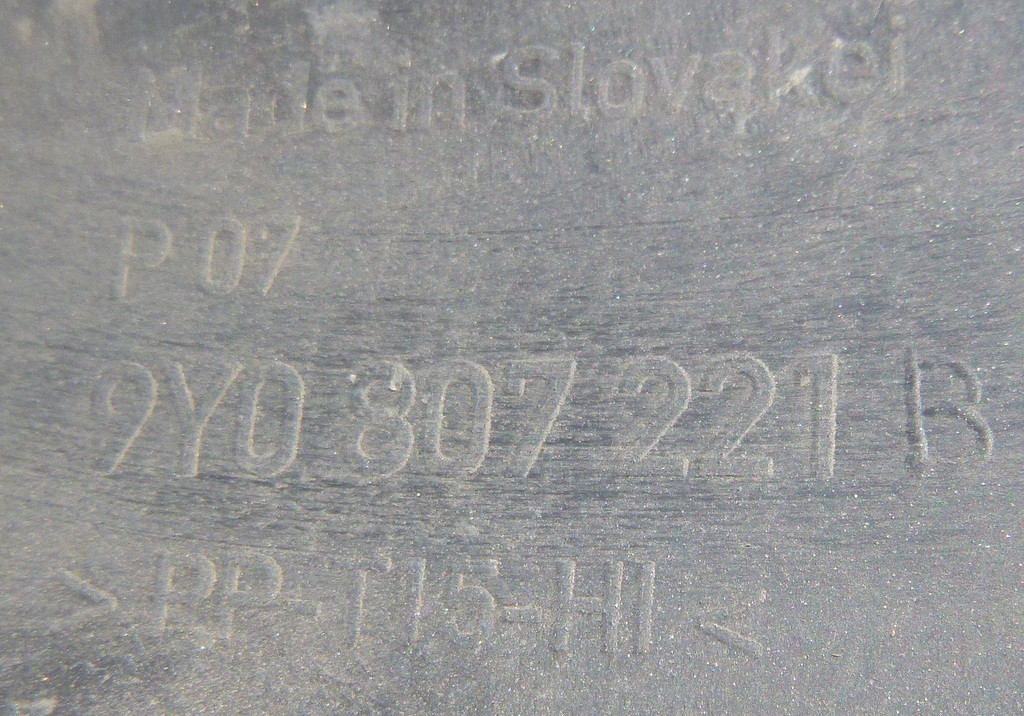 Made in Slovakei
P 07
9Y0 807 221 B
>PP-T15-HI<